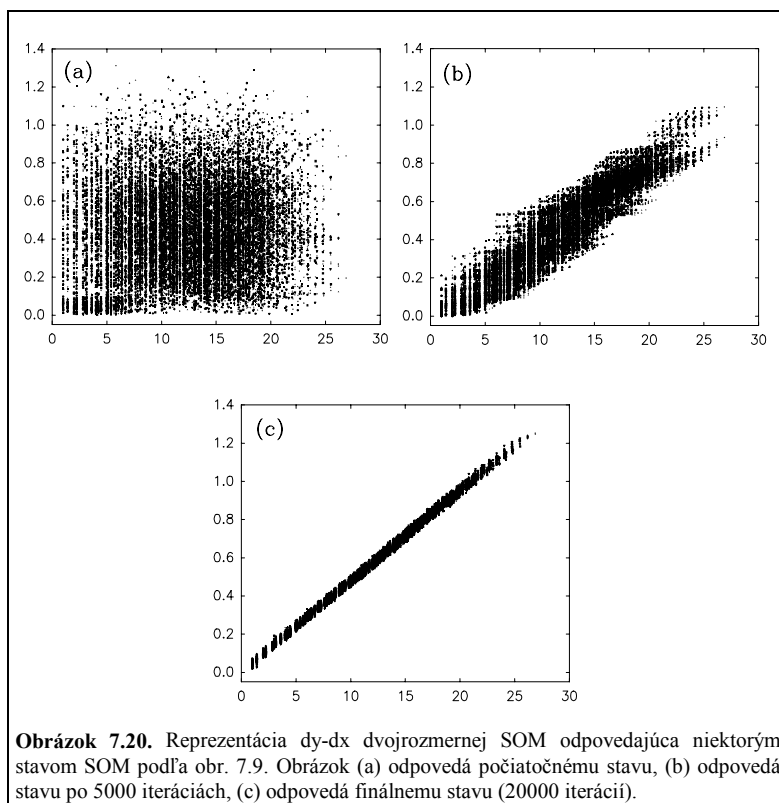 1.4
1.2
1.0
0.8
0.6
0.4
0.2
0.0
(a)
0 5 10 15 20 25 30
1.4
1.2
1.0
0.8
0.6
0.4
0.2
0.0
(b)
0 5 10 15 20 25 30
1.4
1.2
1.0
0.8
0.6
0.4
0.2
0.0
(c)
0 5 10 15 20 25 30
Obrázok 7.20. Reprezentácia dy-dx dvojrozmernej SOM odpovedajúca niektorým
stavom SOM podľa obr. 7.9. Obrázok (a) odpovedá počiatočnému stavu, (b) odpovedá
stavu po 5000 iteráciách, (c) odpovedá finálnemu stavu (20000 iterácií).